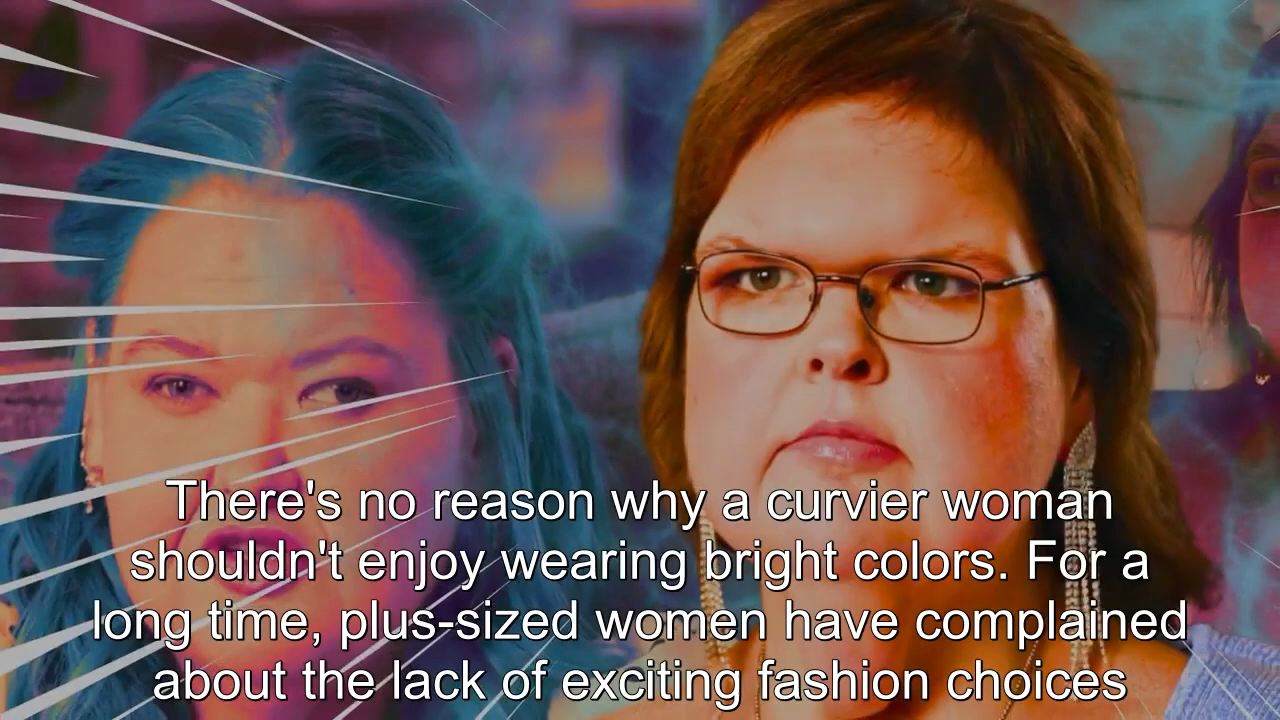 There's no reason why a curvier woman
shouldn't enjoy wearing bright colors. For a
long time, plus-sized women have complained
about the lack of exciting fashion choices